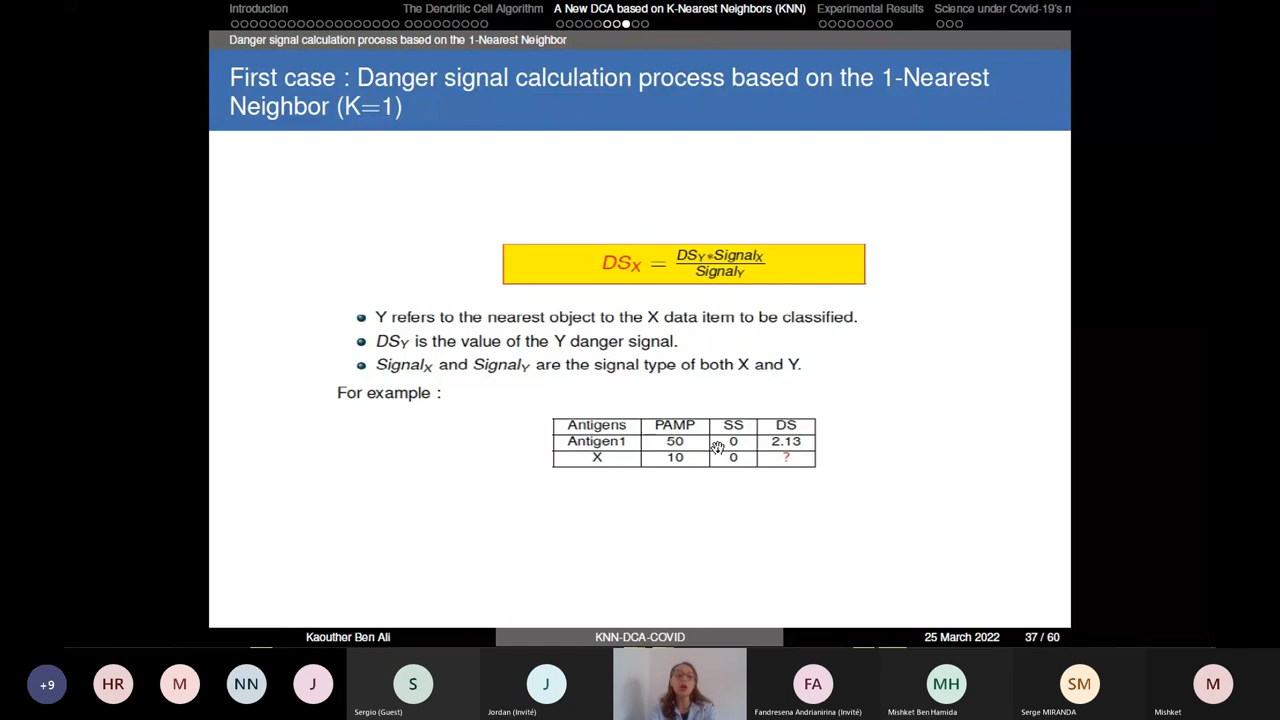 Introduction
The Dendritic Cell Algorithm
A New DCA based on K-Nearest Neighbors (KNN)
Experimental Results
Science under Covid-19's n
Danger signal calculation process based on the 1-Nearest Neighbor
First case : Danger signal calculation process based on the 1-Nearest
Neighbor (K=1)
DS_X = DS_Y*Signal_X / Signal_Y
Y refers to the nearest object to the X data item to be classified.
DS_Y is the value of the Y danger signal.
Signal_X and Signal_Y are the signal type of both X and Y.
For example :
Antigens PAMP SS DS
Antigen1 50 0 2.13
X 10 0 ?
Kaouther Ben Ali KNN-DCA-COVID 25 March 2022 37 / 60
+9 HR M NN J S J FA MH SM M
Sergio (Guest) Jordan (Invité) Fandresena Andrianirina (Invité) Mishket Ben Hamida Serge MIRANDA Mishket